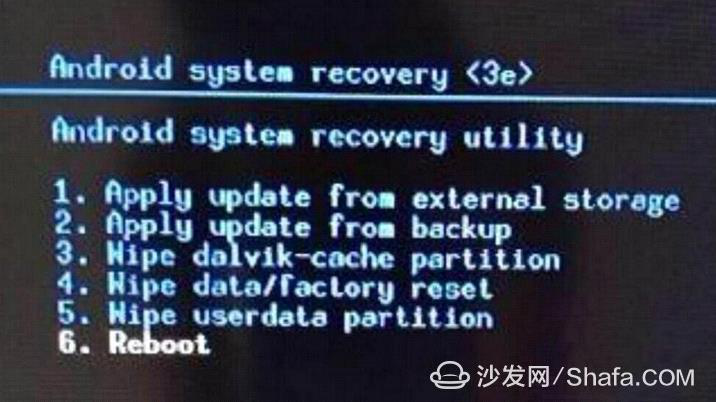 Android system recovery <3e>
Android system recovery utility
1. Apply update from external storage
2. Apply update from backup
3. Wipe dalvik-cache partition
4. Wipe data/factory reset
5. Wipe userdata partition
6. Reboot
沙发网/Shafa.COM